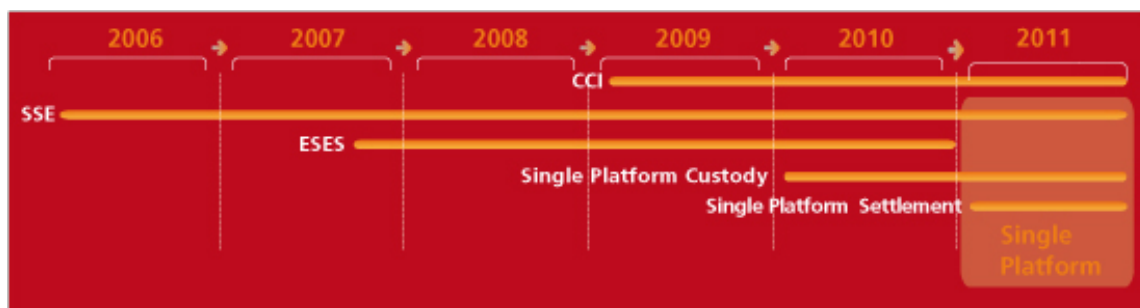 2006 2007 2008 2009 2010 2011
CCI
SSE
ESES
Single Platform Custody
Single Platform Settlement
Single
Platform